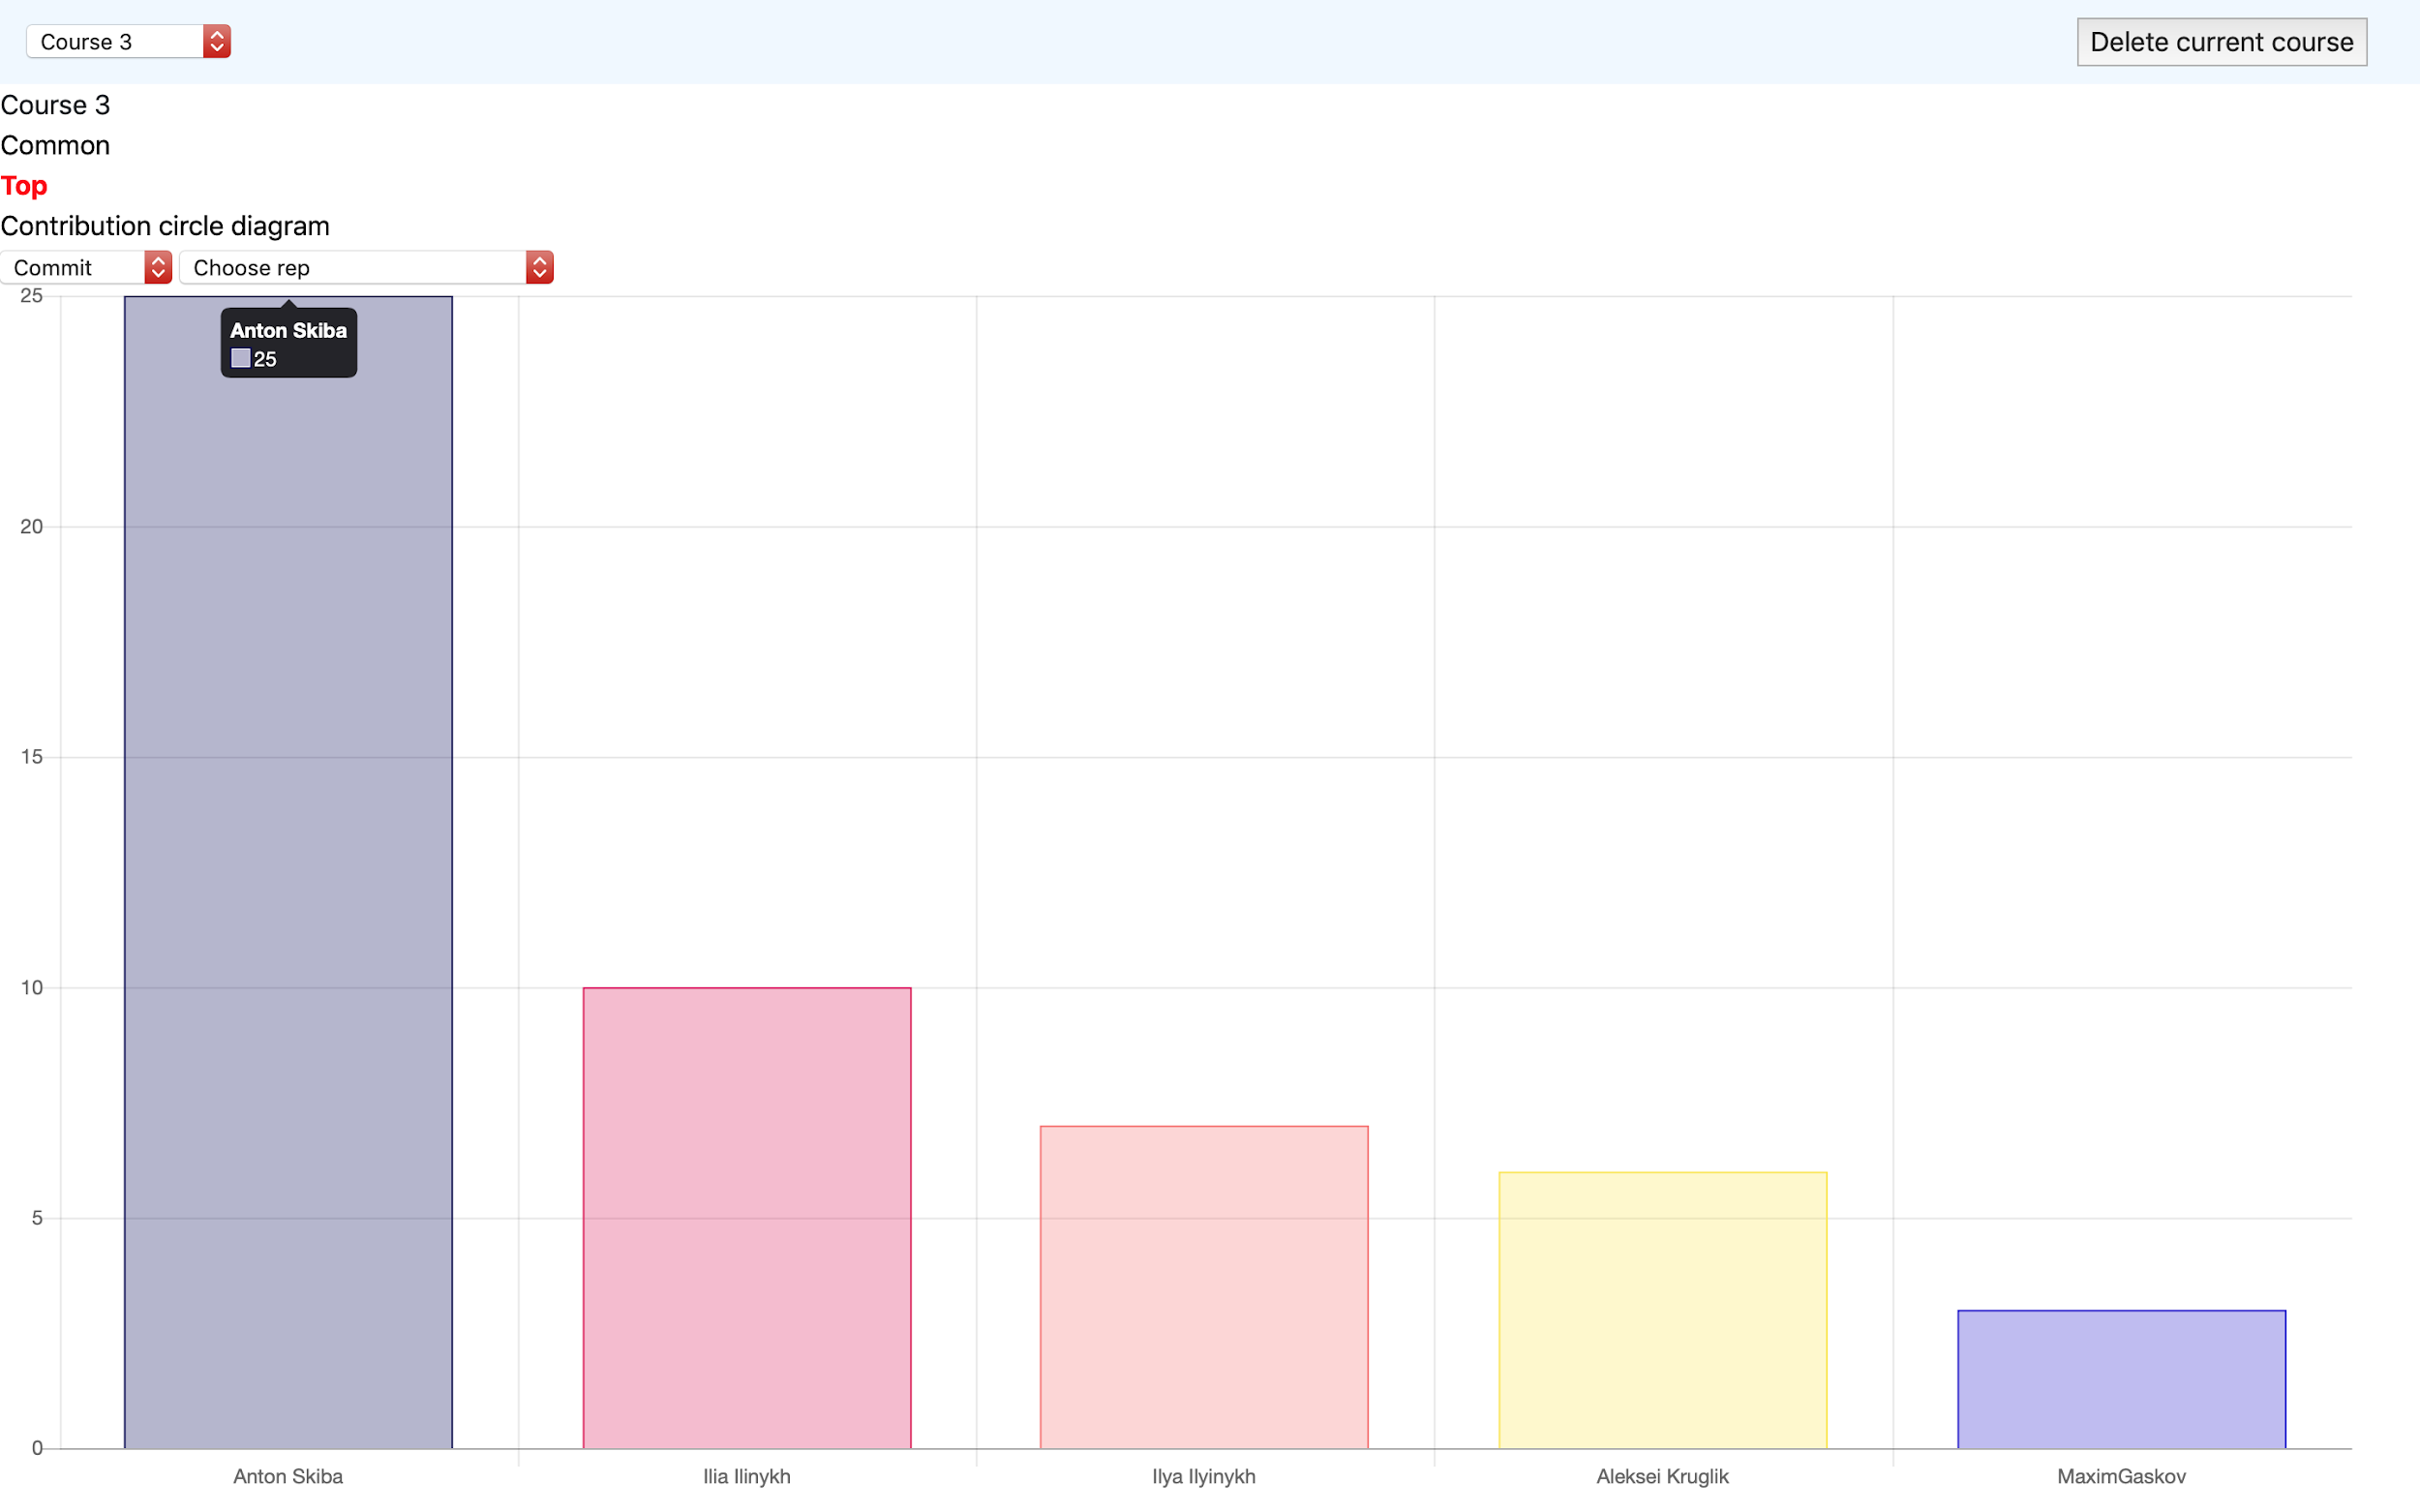 Course 3 Delete current course
Course 3
Common
Top
Contribution circle diagram
Commit Choose rep
25
Anton Skiba
25
20
15
10
5
0
Anton Skiba Ilia Ilinykh Ilya Ilyinykh Aleksei Kruglik MaximGaskov